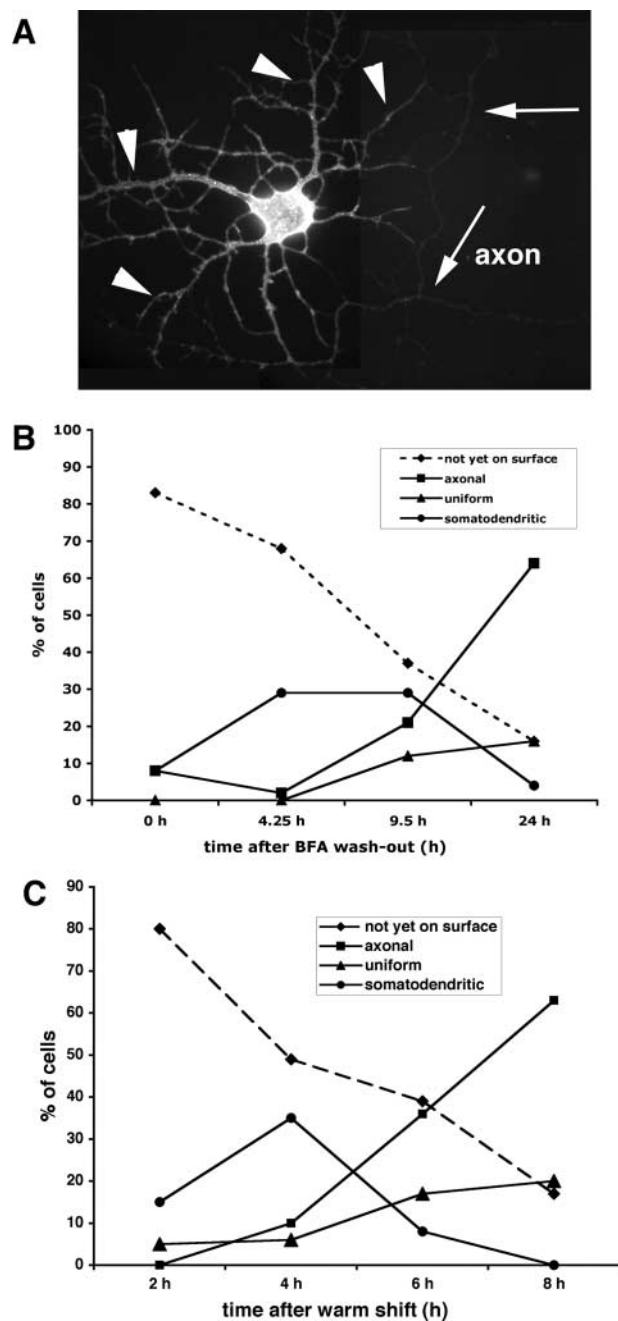 A
axon
B
100
90
80
70
60
50
40
30
20
10
0
% of cells
not yet on surface
axonal
uniform
somatodendritic
0 h 4.25 h 9.5 h 24 h
time after BFA wash-out (h)
C
90
80
70
60
50
40
30
20
10
0
% of cells
not yet on surface
axonal
uniform
somatodendritic
2 h 4 h 6 h 8 h
time after warm shift (h)